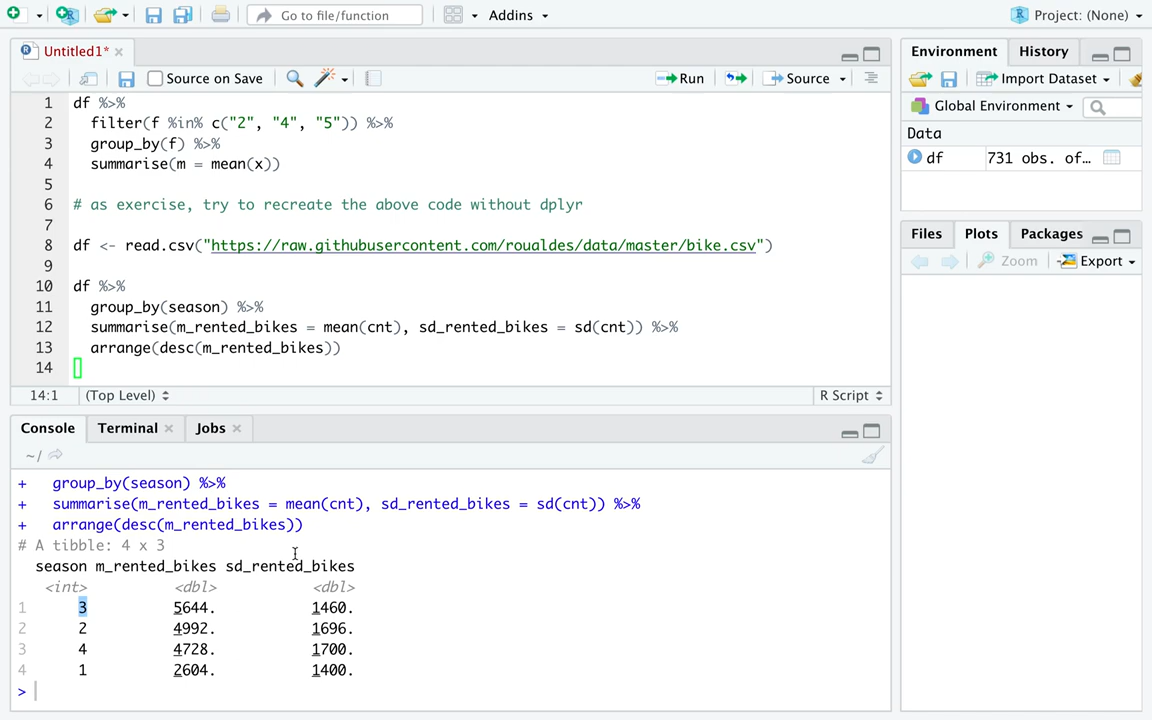 Go to file/function
Addins
Project: (None)
Untitled1*
Source on Save
Run
Source
1 df %>%
2 filter(f %in% c("2", "4", "5")) %>%
3 group_by(f) %>%
4 summarise(m = mean(x))
5
6 # as exercise, try to recreate the above code without dplyr
7
8 df <- read.csv("https://raw.githubusercontent.com/roualdes/data/master/bike.csv")
9
10 df %>%
11 group_by(season) %>%
12 summarise(m_rented_bikes = mean(cnt), sd_rented_bikes = sd(cnt)) %>%
13 arrange(desc(m_rented_bikes))
14
14:1 (Top Level) R Script
Console Terminal Jobs
~/
+ group_by(season) %>%
+ summarise(m_rented_bikes = mean(cnt), sd_rented_bikes = sd(cnt)) %>%
+ arrange(desc(m_rented_bikes))
# A tibble: 4 x 3
season m_rented_bikes sd_rented_bikes
<int> <dbl> <dbl>
1 3 5644. 1460.
2 2 4992. 1696.
3 4 4728. 1700.
4 1 2604. 1400.
>
Environment History
Import Dataset
Global Environment
Data
df 731 obs. of…
Files Plots Packages
Zoom Export